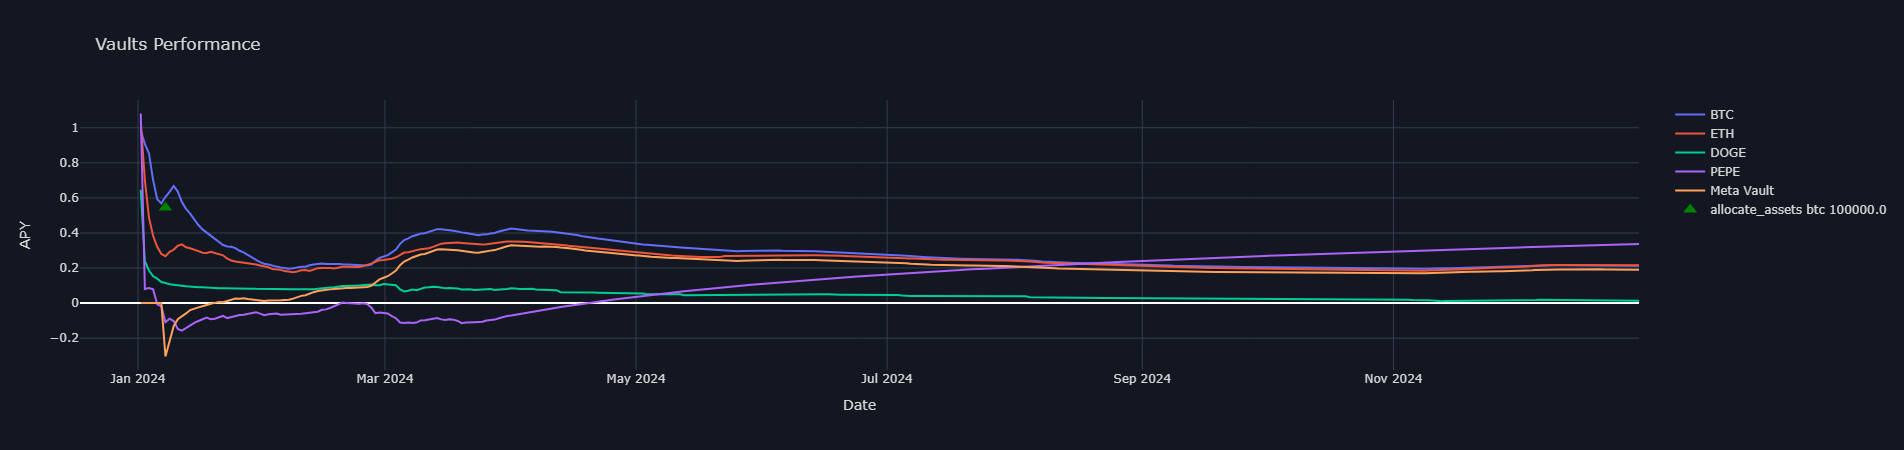 Vaults Performance
1
0.8
0.6
0.4
0.2
0
−0.2
APY
Jan 2024
Mar 2024
May 2024
Jul 2024
Sep 2024
Nov 2024
Date
BTC
ETH
DOGE
PEPE
Meta Vault
allocate_assets btc 100000.0